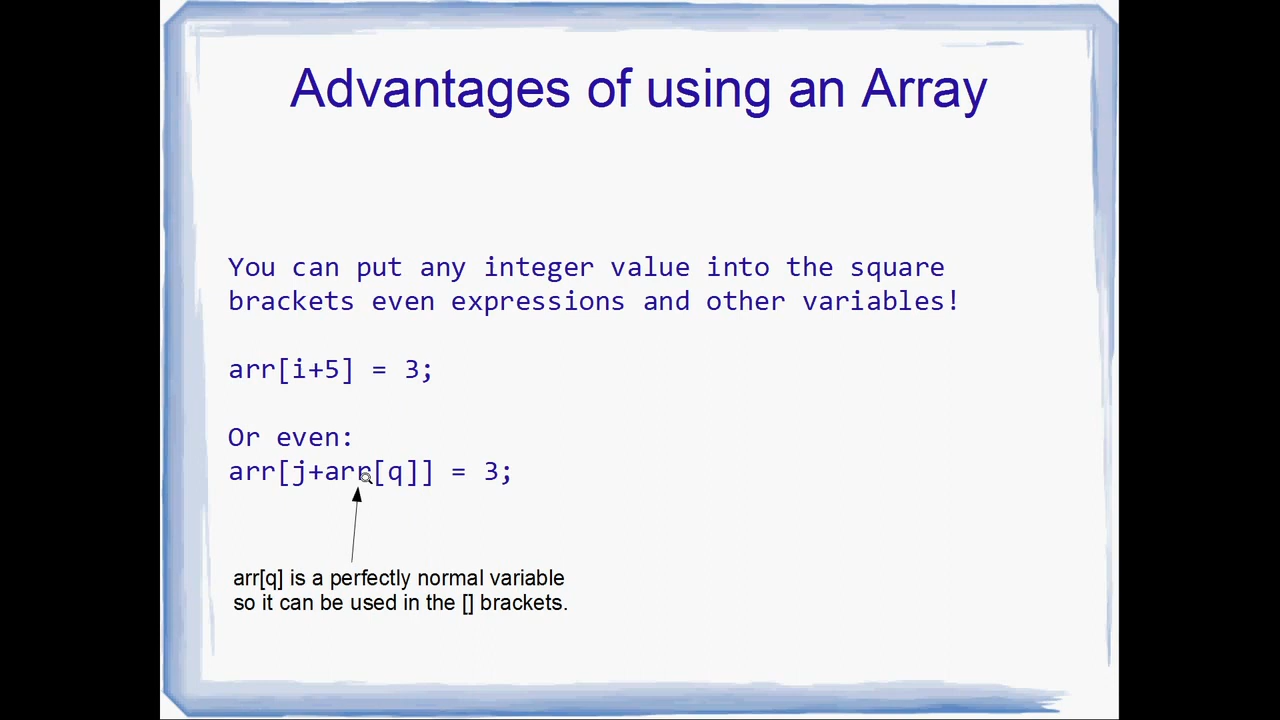 Advantages of using an Array
You can put any integer value into the square
brackets even expressions and other variables!
arr[i+5] = 3;
Or even:
arr[j+arr[q]] = 3;
arr[q] is a perfectly normal variable
so it can be used in the [] brackets.